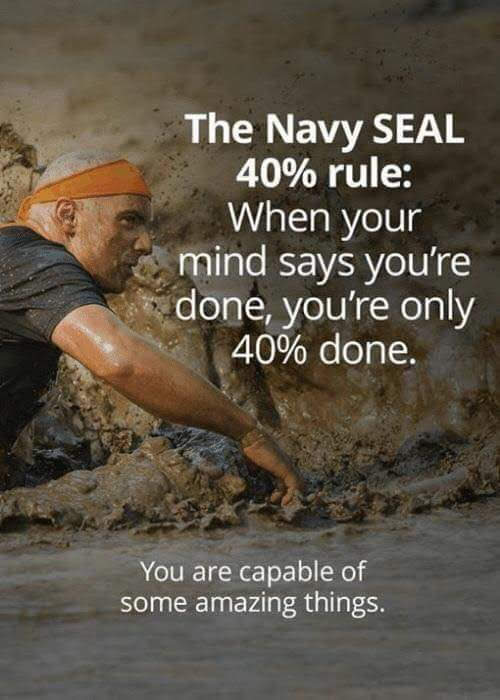 The Navy SEAL
40% rule:
When your
mind says you're
done, you're only
40% done.
You are capable of
some amazing things.